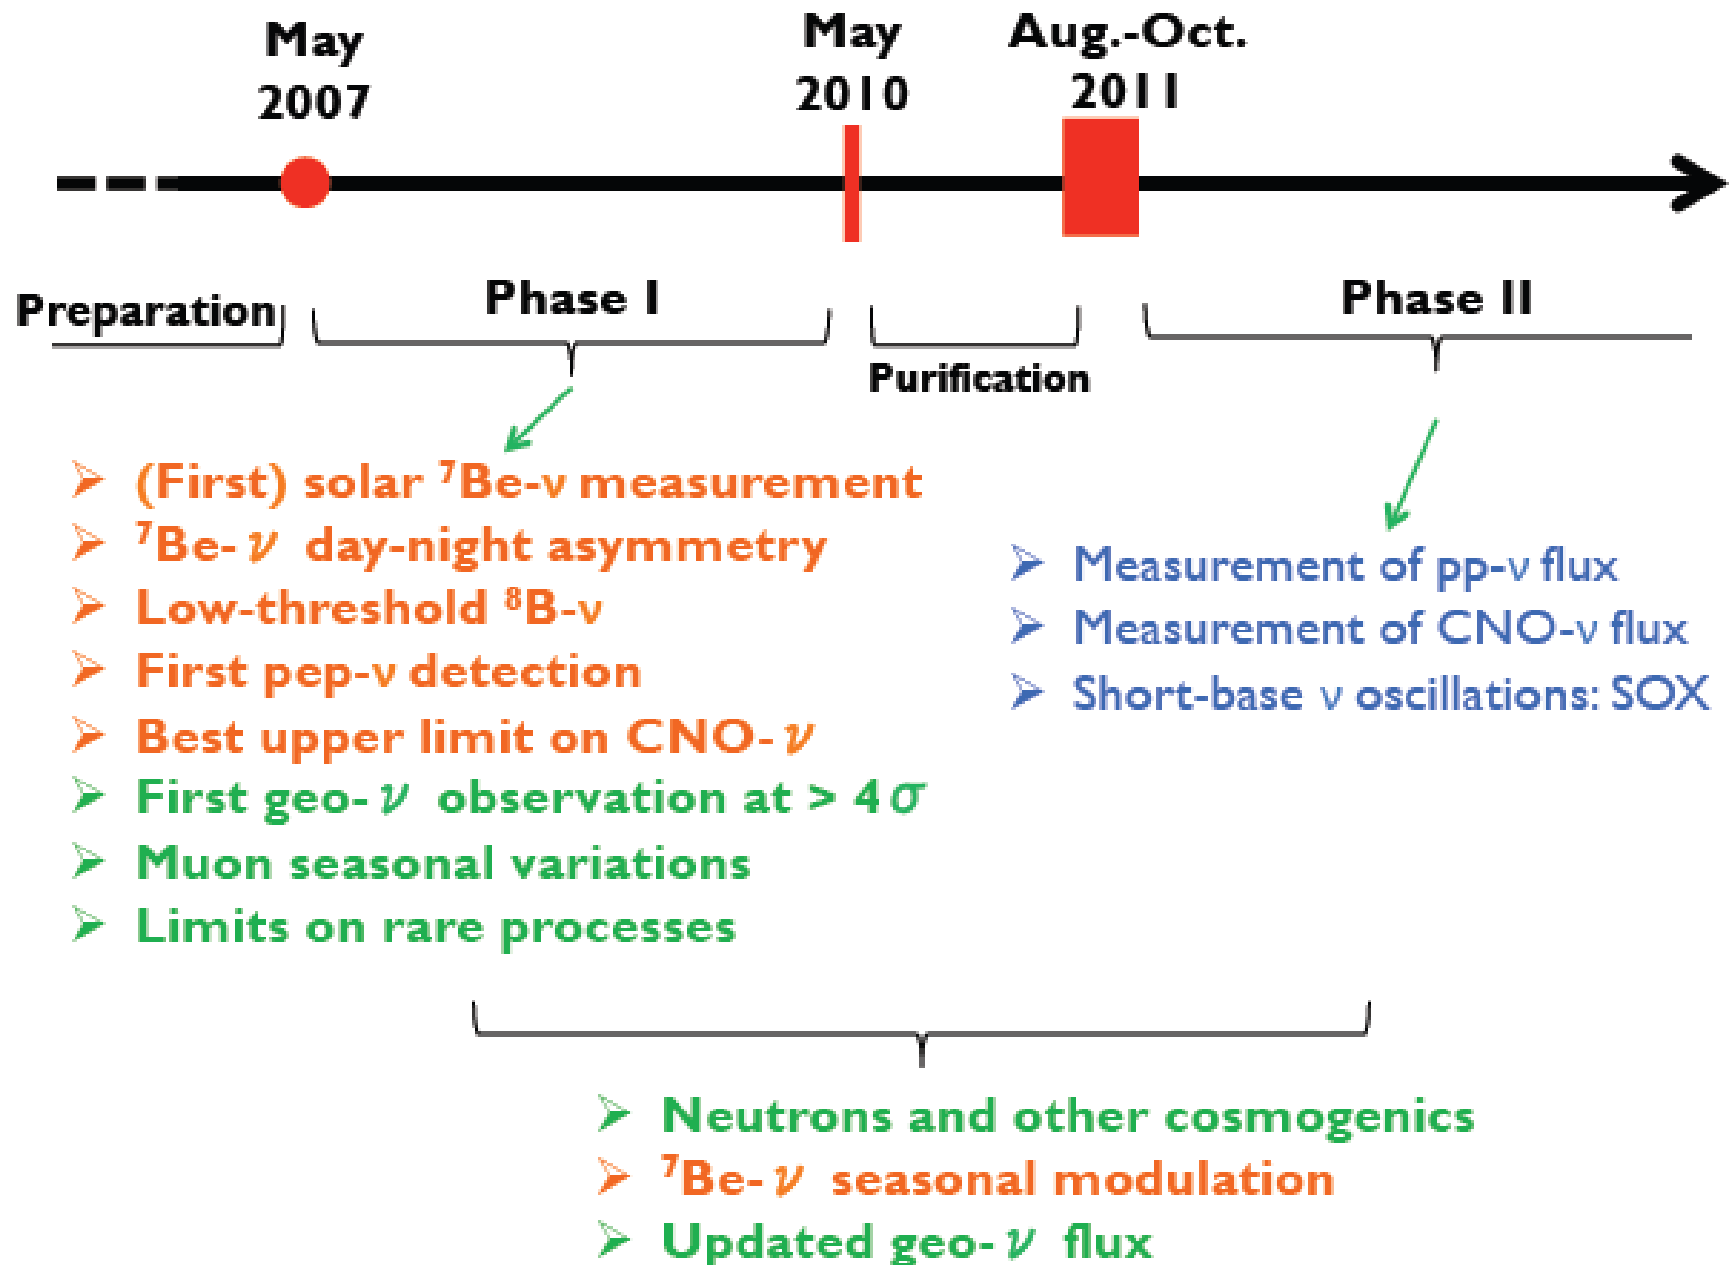 May
2007
May
2010
Aug.-Oct.
2011
Preparation
Phase I
Purification
Phase II
➢ (First) solar ⁷Be-ν measurement
➢ ⁷Be-ν day-night asymmetry
➢ Low-threshold ⁸B-ν
➢ First pep-ν detection
➢ Best upper limit on CNO-ν
➢ First geo-ν observation at > 4σ
➢ Muon seasonal variations
➢ Limits on rare processes
➢ Measurement of pp-ν flux
➢ Measurement of CNO-ν flux
➢ Short-base ν oscillations: SOX
➢ Neutrons and other cosmogenics
➢ ⁷Be-ν seasonal modulation
➢ Updated geo-ν flux